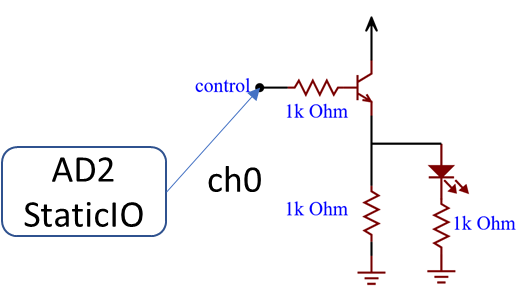 control
1k Ohm
AD2
StaticIO
ch0
1k Ohm
1k Ohm